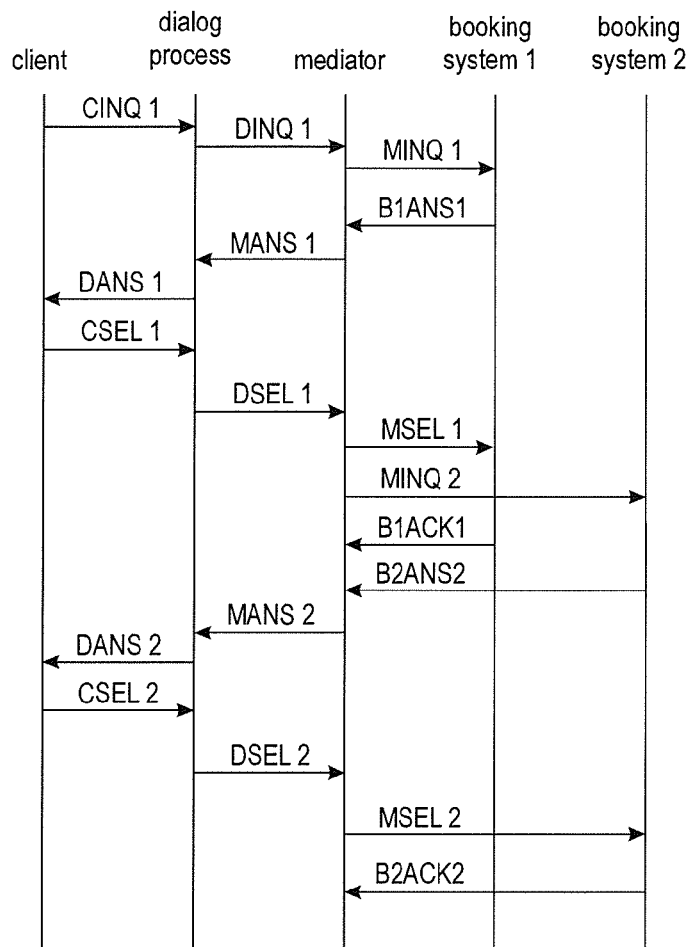 client
dialog
process
mediator
booking
system 1
booking
system 2
CINQ 1
DINQ 1
MINQ 1
B1ANS1
MANS 1
DANS 1
CSEL 1
DSEL 1
MSEL 1
MINQ 2
B1ACK1
B2ANS2
MANS 2
DANS 2
CSEL 2
DSEL 2
MSEL 2
B2ACK2